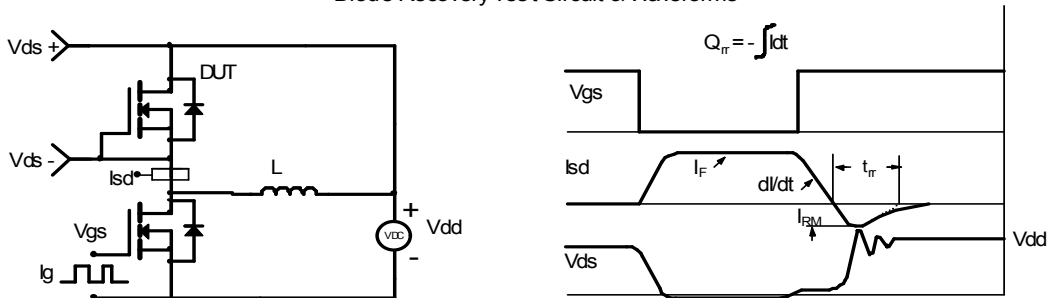 Diode Recovery Test Circuit & Waveforms
Vds +
DUT
Vds -
Isd
L
Vgs
Ig
+
VDC
-
Vdd
Qrr = - ∫Idt
Vgs
Isd
IF
dI/dt
trr
IRM
Vdd
Vds